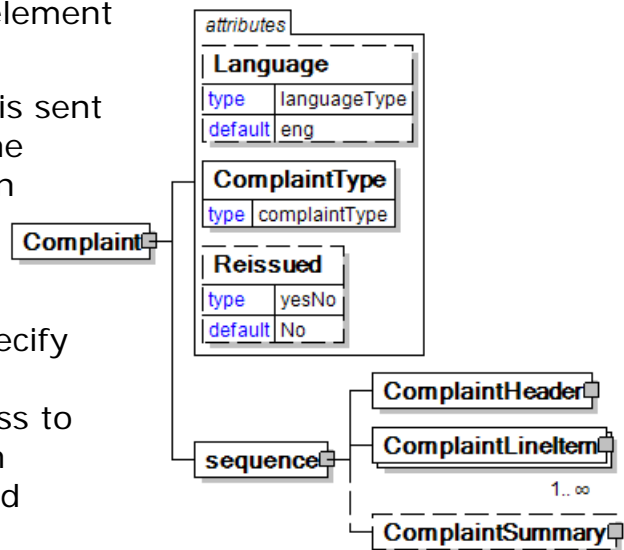 element
is sent
ne
n
ecify
ss to
n
d
attributes
Language
type languageType
default eng
ComplaintType
type complaintType
Reissued
type yesNo
default No
Complaint
sequence
ComplaintHeader
ComplaintLineItem
1.. ∞
ComplaintSummary